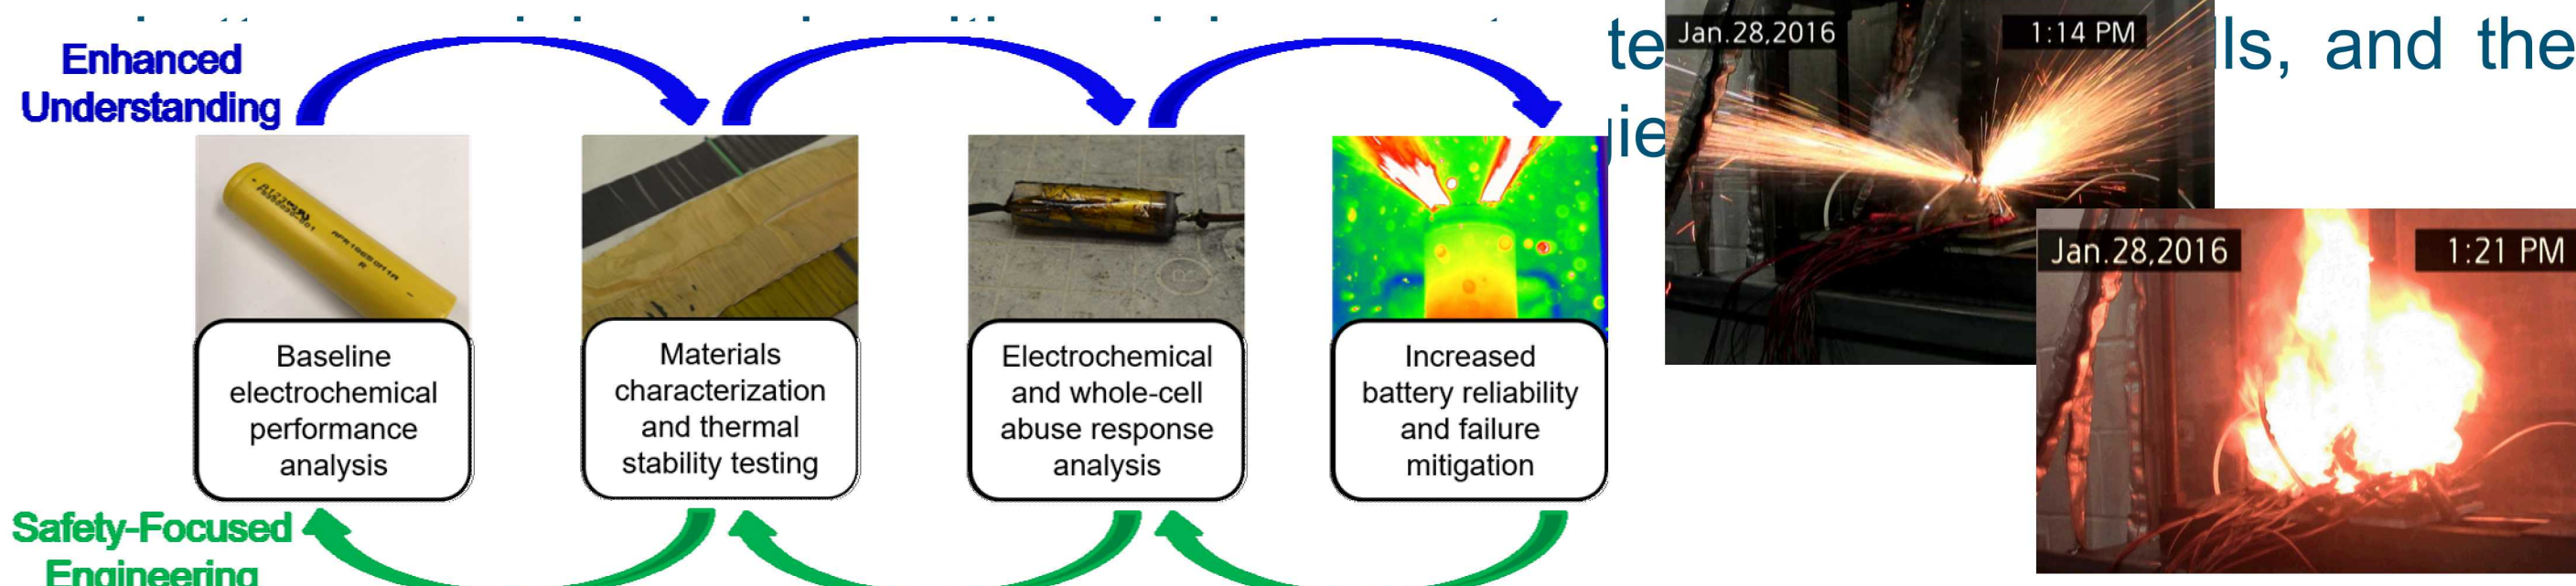 Enhanced
Understanding
Baseline
electrochemical
performance
analysis
Materials
characterization
and thermal
stability testing
Electrochemical
and whole-cell
abuse response
analysis
Increased
battery reliability
and failure
mitigation
Safety-Focused
Engineering
Jan.28,2016 1:14 PM
and the
Jan.28,2016 1:21 PM